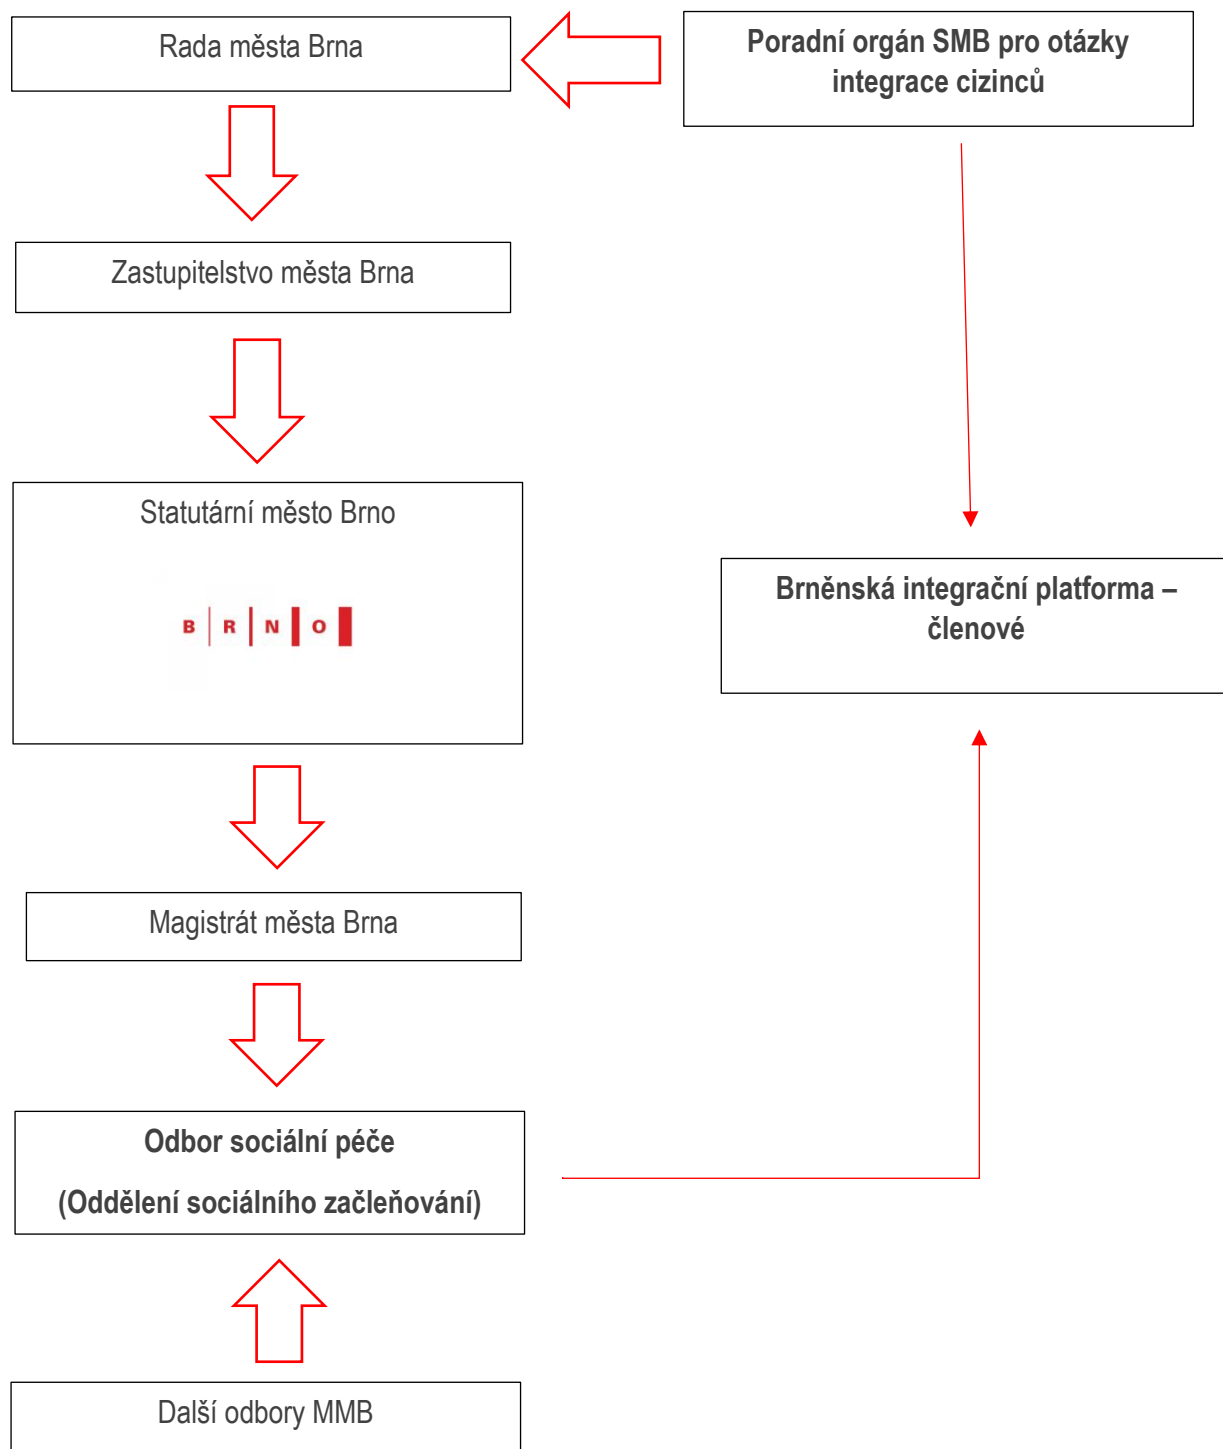 Rada města Brna
Poradní orgán SMB pro otázky
integrace cizinců
Zastupitelstvo města Brna
Statutární město Brno
B R N O
Brněnská integrační platforma –
členové
Magistrát města Brna
Odbor sociální péče
(Oddělení sociálního začleňování)
Další odbory MMB